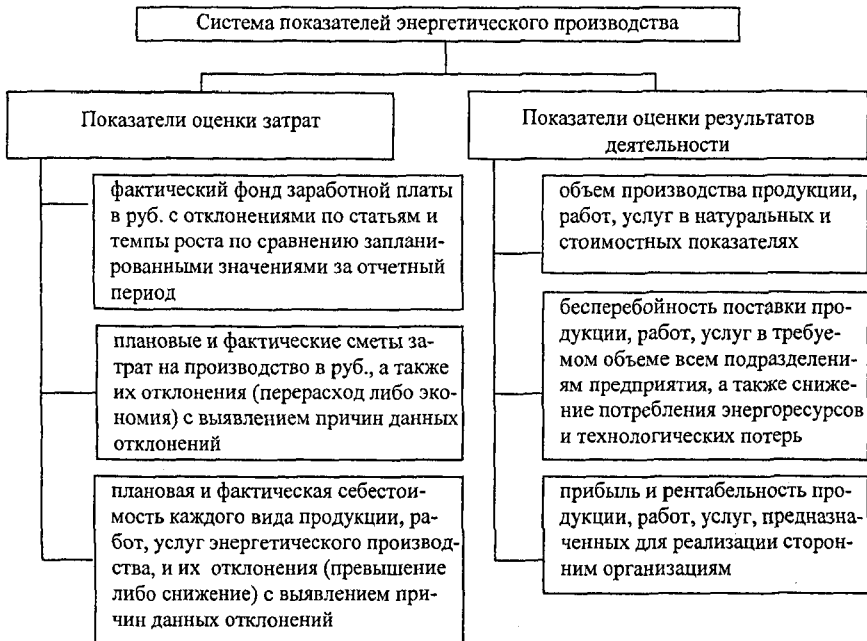 Система показателей энергетического производства
Показатели оценки затрат
фактический фонд заработной платы
в руб. с отклонениями по статьям и
темпы роста по сравнению заплани-
рованными значениями за отчетный
период
плановые и фактические сметы за-
трат на производство в руб., а также
их отклонения (перерасход либо эко-
номия) с выявлением причин данных
отклонений
плановая и фактическая себестои-
мость каждого вида продукции, ра-
бот, услуг энергетического производ-
ства, и их отклонения (превышение
либо снижение) с выявлением при-
чин данных отклонений
Показатели оценки результатов
деятельности
объем производства продукции,
работ, услуг в натуральных и
стоимостных показателях
бесперебойность поставки про-
дукции, работ, услуг в требуе-
мом объеме всем подразделени-
ям предприятия, а также сниже-
ние потребления энергоресурсов
и технологических потерь
прибыль и рентабельность про-
дукции, работ, услуг, предназна-
ченных для реализации сторон-
ним организациям